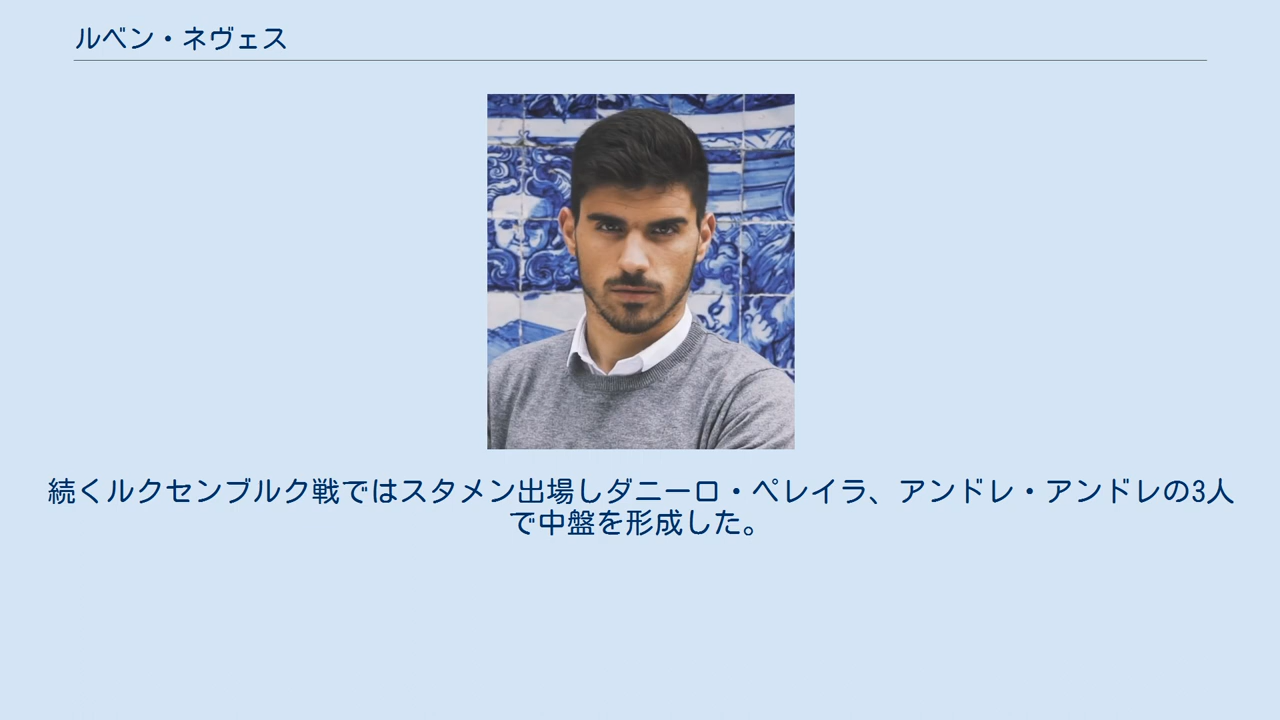 ルベン・ネヴェス
続くルクセンブルク戦ではスタメン出場しダニーロ・ペレイラ、アンドレ・アンドレの3人
で中盤を形成した。